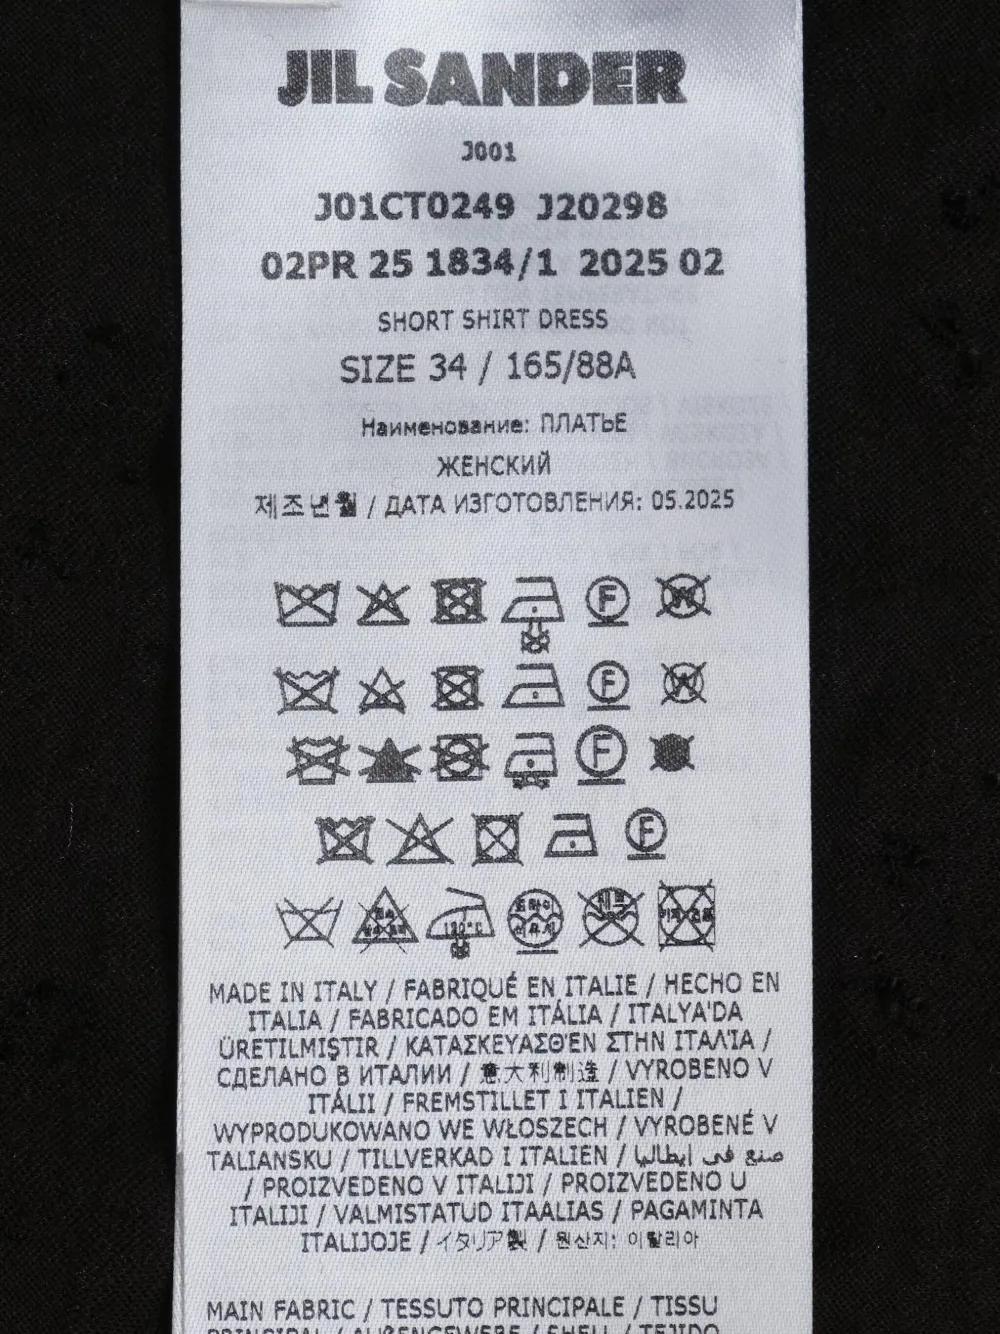 JIL SANDER
J001
J01CT0249 J20298
02PR 25 1834/1 2025 02
SHORT SHIRT DRESS
SIZE 34 / 165/88A
Наименование: ПЛАТЬЕ
ЖЕНСКИЙ
제조년월 / ДАТА ИЗГОТОВЛЕНИЯ: 05.2025
F W
F W
F
F
MADE IN ITALY / FABRIQUÉ EN ITALIE / HECHO EN
ITALIA / FABRICADO EM ITÁLIA / ITALYA'DA
ÜRETILMIŞTIR / ΚΑΤΑΣΚΕΥΑΣΘΈΝ ΣΤΗΝ ΙΤΑΛΊΑ /
СДЕЛАНО В ИТАЛИИ / 意大利制造 / VYROBENO V
ITÁLII / FREMSTILLET I ITALIEN /
WYPRODUKOWANO WE WŁOSZECH / VYROBENÉ V
TALIANSKU / TILLVERKAD I ITALIEN / صنع في ايطاليا
/ PROIZVEDENO V ITALIJI / PROIZVEDENO U
ITALIJI / VALMISTATUD ITAALIAS / PAGAMINTA
ITALIJOJE / イタリア製 / 원산지: 이탈리아
MAIN FABRIC / TESSUTO PRINCIPALE / TISSU
PRINCIPAL / AUßENGEWEBE / SHELL / TEJIDO